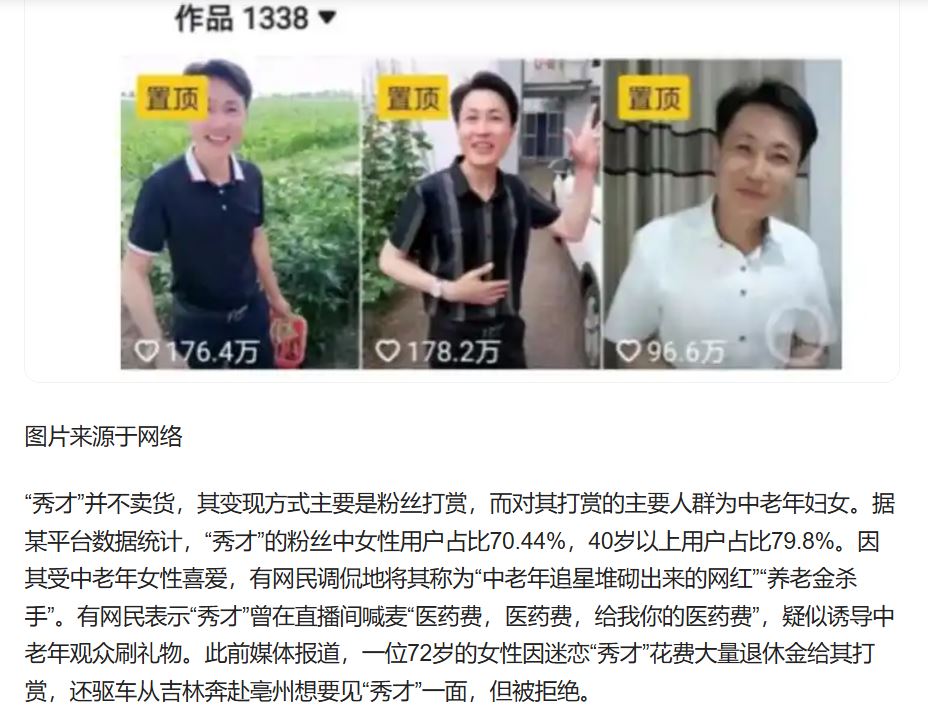 作品 1338
置顶
置顶
置顶
176.4万
178.2万
96.6万
图片来源于网络
“秀才”并不卖货，其变现方式主要是粉丝打赏，而对其打赏的主要人群为中老年妇女。据
某平台数据统计，“秀才”的粉丝中女性用户占比70.44%，40岁以上用户占比79.8%。因
其受中老年女性喜爱，有网民调侃地将其称为“中老年追星堆砌出来的网红”“养老金杀
手”。有网民表示“秀才”曾在直播间喊麦“医药费，医药费，给我你的医药费”，疑似诱导中
老年观众刷礼物。此前媒体报道，一位72岁的女性因迷恋“秀才”花费大量退休金给其打
赏，还驱车从吉林奔赴亳州想要见“秀才”一面，但被拒绝。